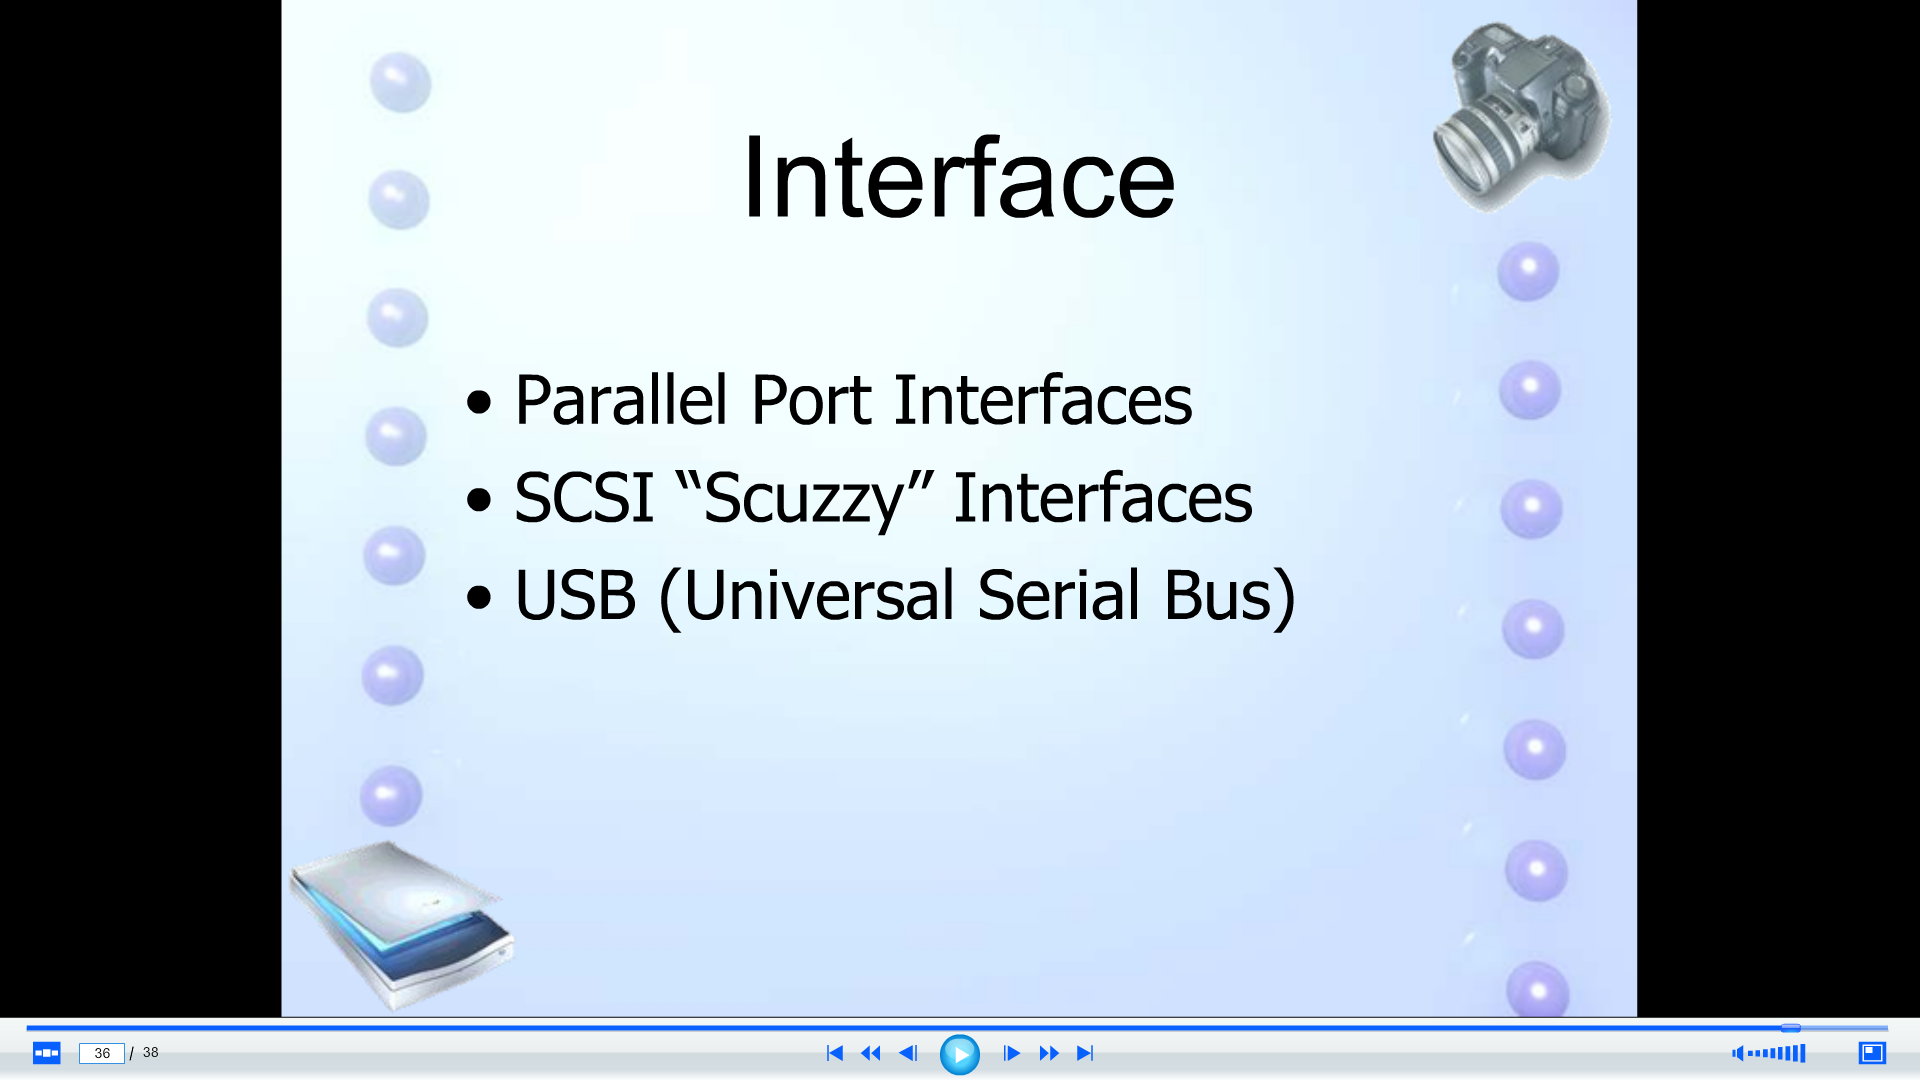 Interface
• Parallel Port Interfaces
• SCSI “Scuzzy” Interfaces
• USB (Universal Serial Bus)
36 / 38